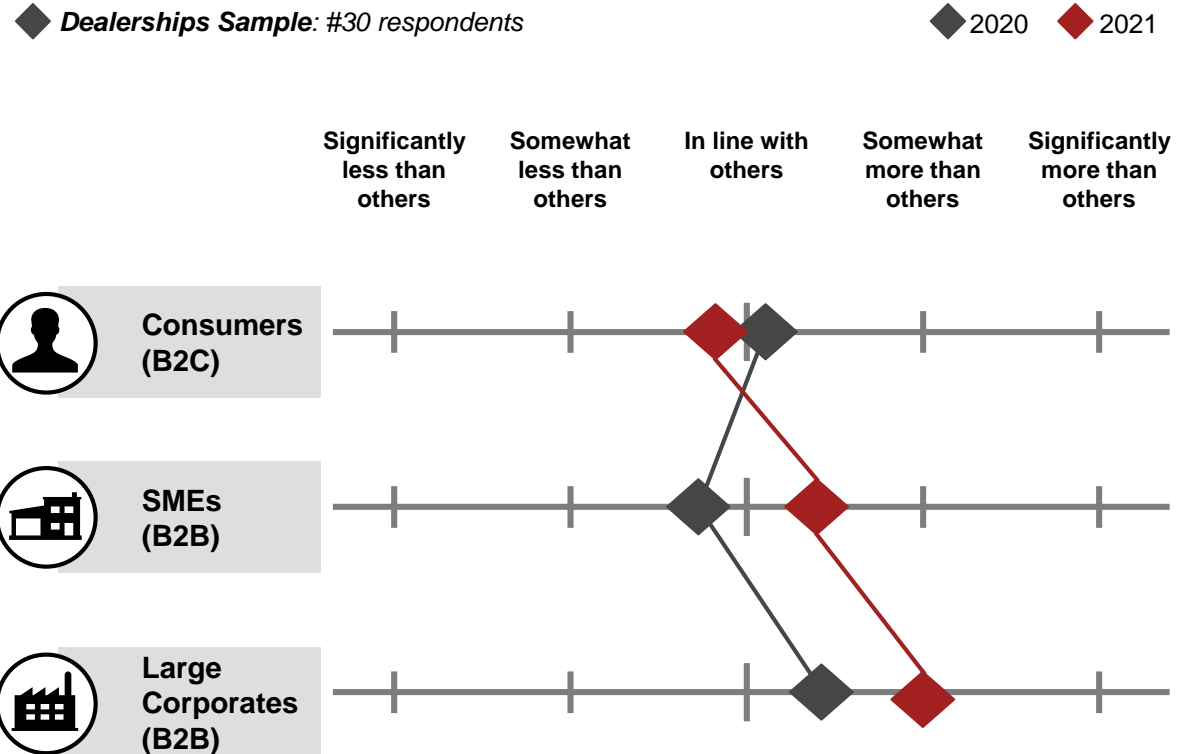 Dealerships Sample: #30 respondents
2020
2021
Significantly
less than
others
Somewhat
less than
others
In line with
others
Somewhat
more than
others
Significantly
more than
others
Consumers
(B2C)
SMEs
(B2B)
Large
Corporates
(B2B)